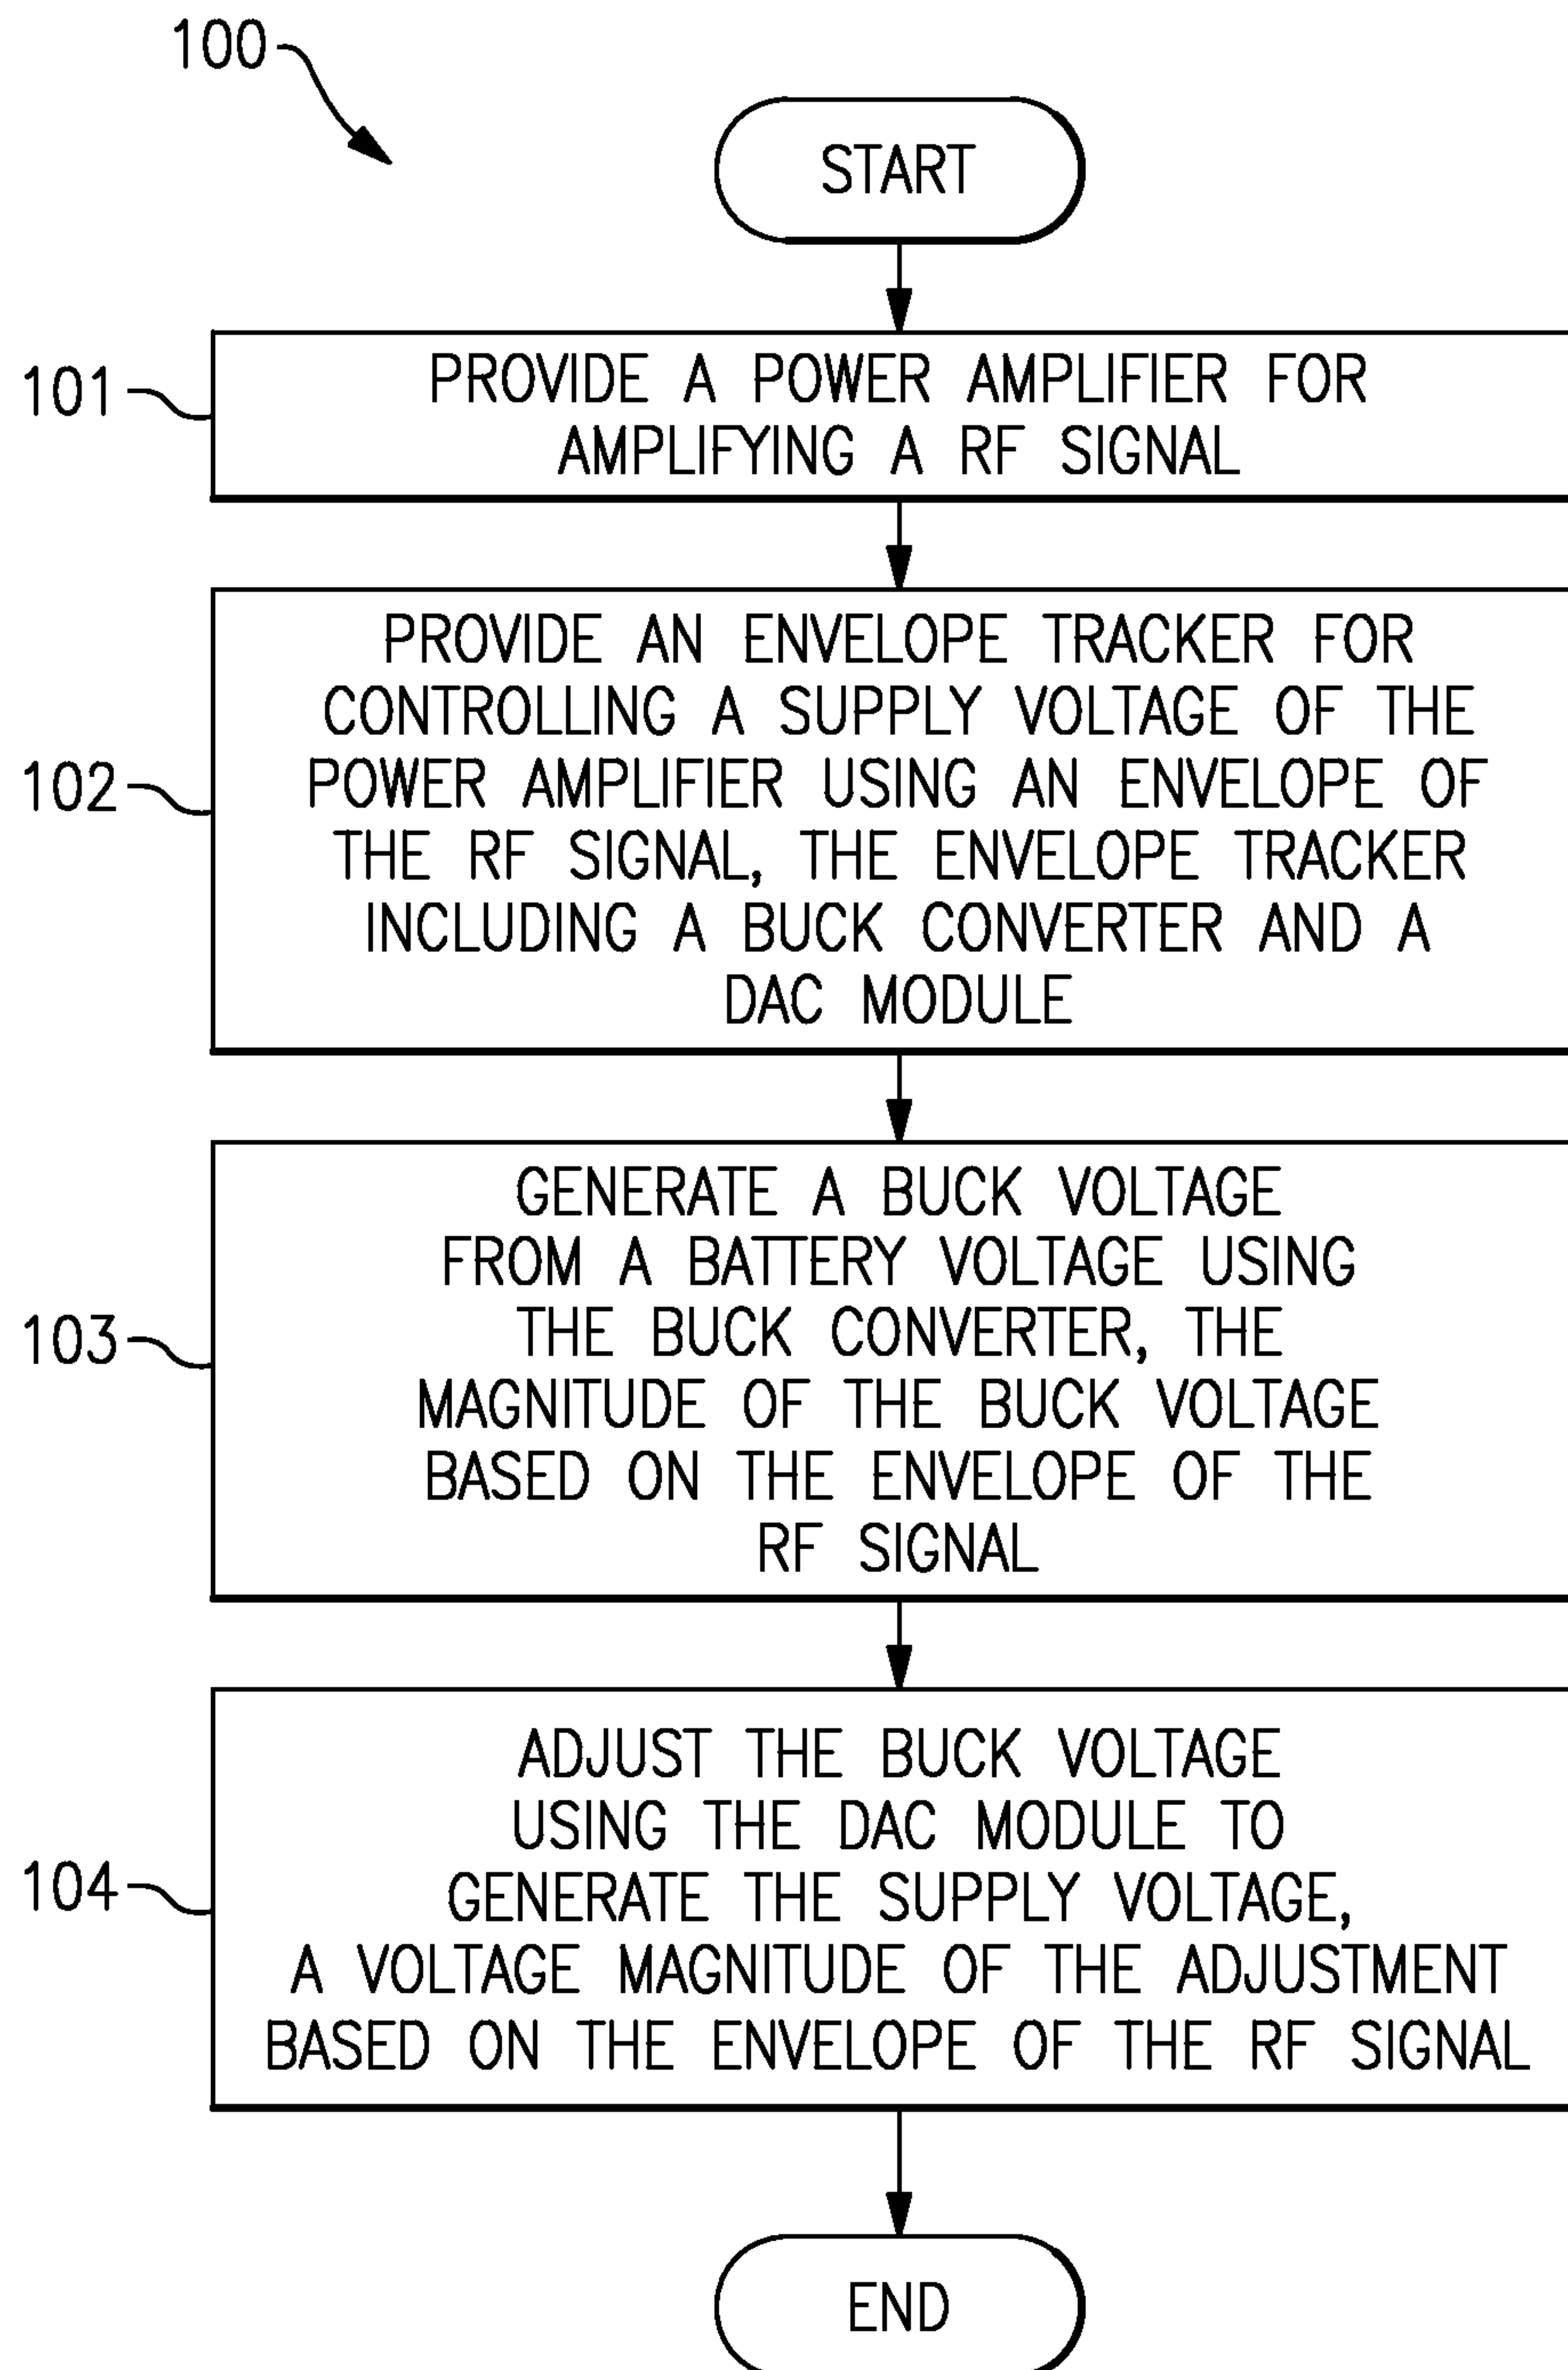 100
START
101
PROVIDE A POWER AMPLIFIER FOR
AMPLIFYING A RF SIGNAL
102
PROVIDE AN ENVELOPE TRACKER FOR
CONTROLLING A SUPPLY VOLTAGE OF THE
POWER AMPLIFIER USING AN ENVELOPE OF
THE RF SIGNAL, THE ENVELOPE TRACKER
INCLUDING A BUCK CONVERTER AND A
DAC MODULE
103
GENERATE A BUCK VOLTAGE
FROM A BATTERY VOLTAGE USING
THE BUCK CONVERTER, THE
MAGNITUDE OF THE BUCK VOLTAGE
BASED ON THE ENVELOPE OF THE
RF SIGNAL
104
ADJUST THE BUCK VOLTAGE
USING THE DAC MODULE TO
GENERATE THE SUPPLY VOLTAGE,
A VOLTAGE MAGNITUDE OF THE ADJUSTMENT
BASED ON THE ENVELOPE OF THE RF SIGNAL
END